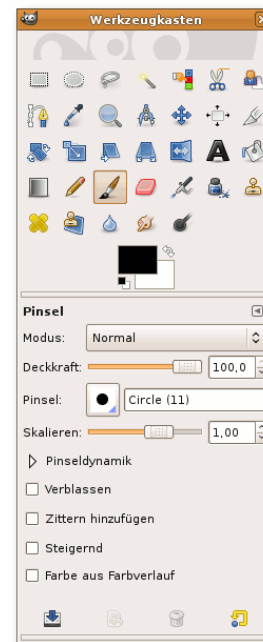 Werkzeugkasten
Pinsel
Modus: Normal
Deckkraft: 100,0
Pinsel: Circle (11)
Skalieren: 1,00
Pinseldynamik
Verblassen
Zittern hinzufügen
Steigernd
Farbe aus Farbverlauf